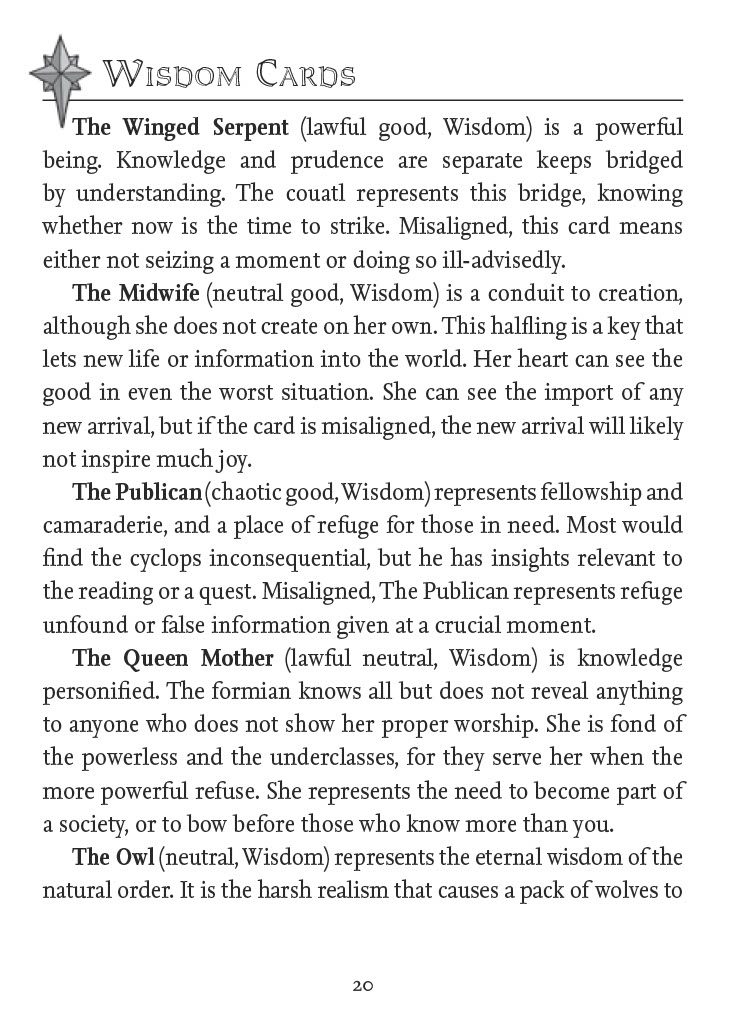 Wisdom Cards
The Winged Serpent (lawful good, Wisdom) is a powerful
being. Knowledge and prudence are separate keeps bridged
by understanding. The couatl represents this bridge, knowing
whether now is the time to strike. Misaligned, this card means
either not seizing a moment or doing so ill-advisedly.
The Midwife (neutral good, Wisdom) is a conduit to creation,
although she does not create on her own. This halfling is a key that
lets new life or information into the world. Her heart can see the
good in even the worst situation. She can see the import of any
new arrival, but if the card is misaligned, the new arrival will likely
not inspire much joy.
The Publican (chaotic good, Wisdom) represents fellowship and
camaraderie, and a place of refuge for those in need. Most would
find the cyclops inconsequential, but he has insights relevant to
the reading or a quest. Misaligned, The Publican represents refuge
unfound or false information given at a crucial moment.
The Queen Mother (lawful neutral, Wisdom) is knowledge
personified. The formian knows all but does not reveal anything
to anyone who does not show her proper worship. She is fond of
the powerless and the underclasses, for they serve her when the
more powerful refuse. She represents the need to become part of
a society, or to bow before those who know more than you.
The Owl (neutral, Wisdom) represents the eternal wisdom of the
natural order. It is the harsh realism that causes a pack of wolves to
20